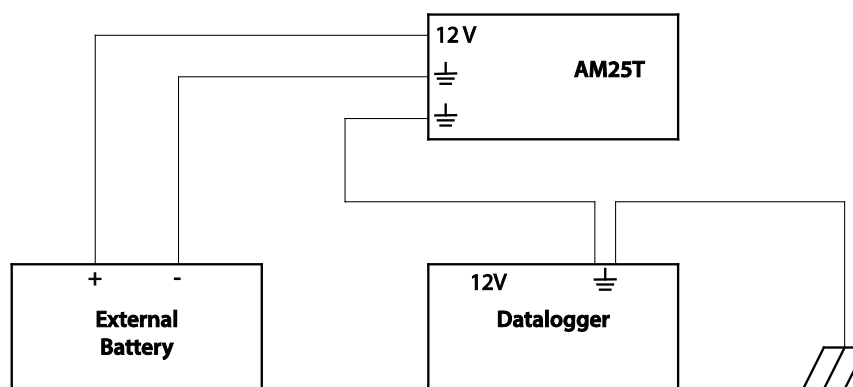 12 V
AM25T
+ -
External
Battery
12V
Datalogger